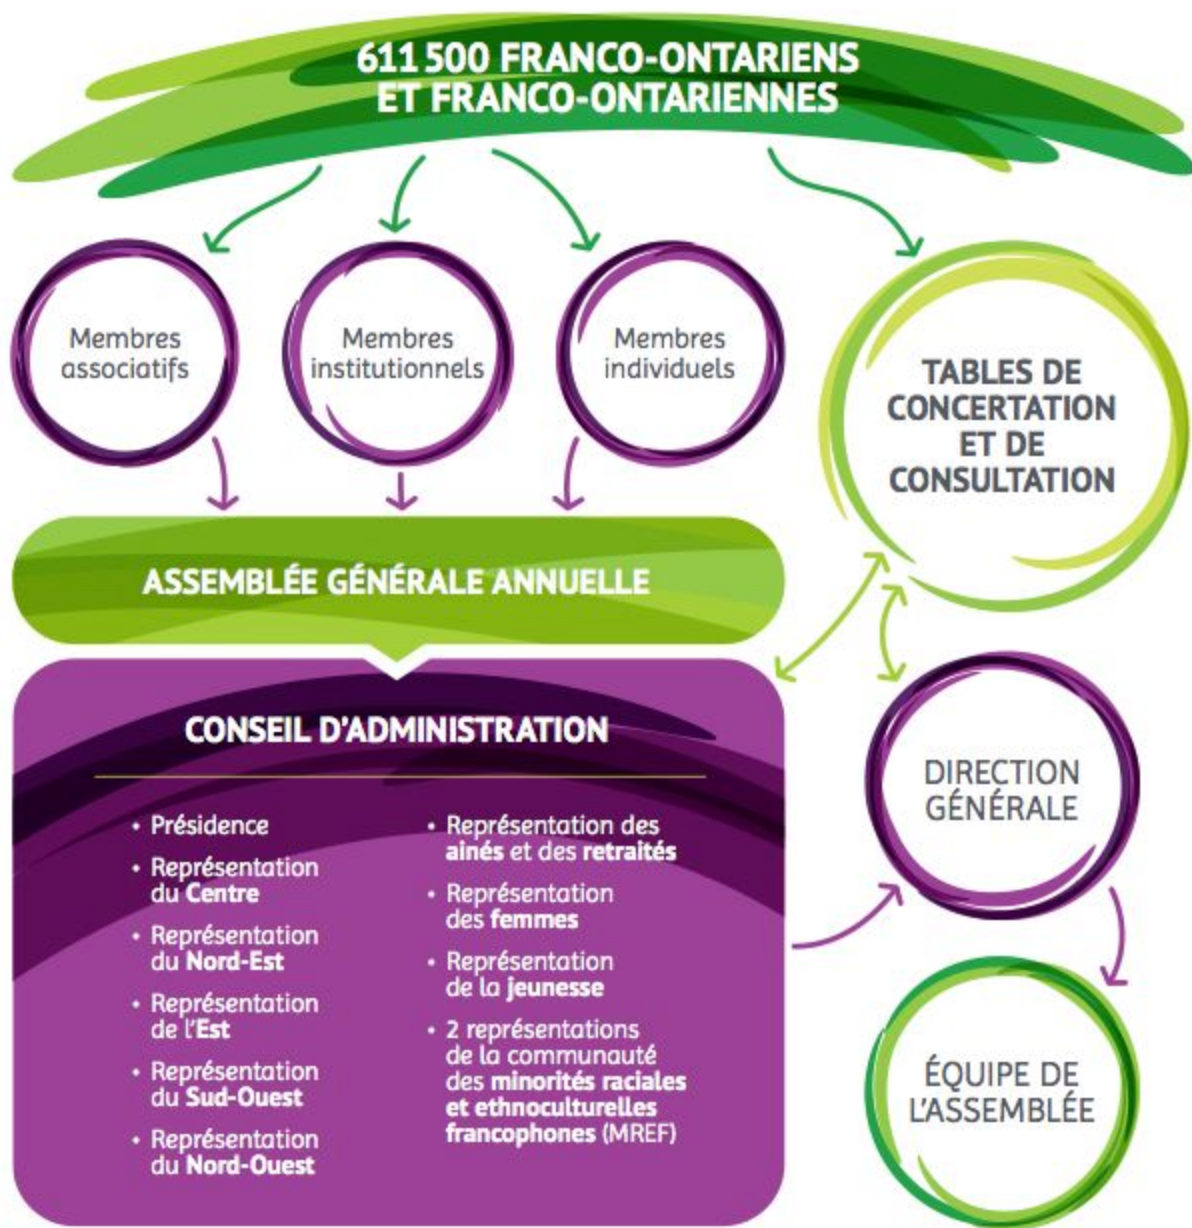 611 500 FRANCO-ONTARIENS
ET FRANCO-ONTARIENNES
Membres
associatifs
Membres
institutionnels
Membres
individuels
TABLES DE
CONCERTATION
ET DE
CONSULTATION
ASSEMBLÉE GÉNÉRALE ANNUELLE
CONSEIL D'ADMINISTRATION
• Présidence
• Représentation
du Centre
• Représentation
du Nord-Est
• Représentation
de l'Est
• Représentation
du Sud-Ouest
• Représentation
du Nord-Ouest
• Représentation des
ainés et des retraités
• Représentation
des femmes
• Représentation
de la jeunesse
• 2 représentations
de la communauté
des minorités raciales
et ethnoculturelles
francophones (MREF)
DIRECTION
GÉNÉRALE
ÉQUIPE DE
L'ASSEMBLÉE